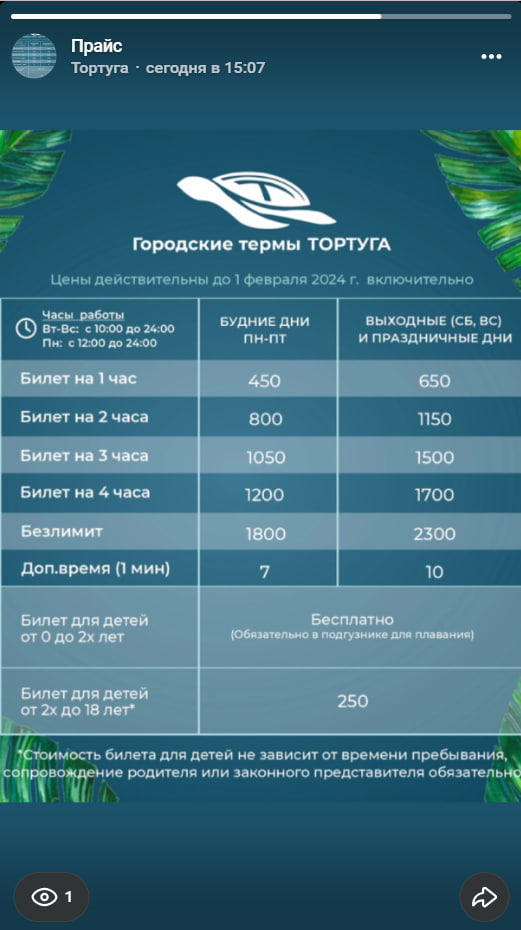 Прайс
Тортуга · сегодня в 15:07
Городские термы ТОРТУГА
Цены действительны до 1 февраля 2024 г. включительно
Часы работы
Вт-Вс: с 10:00 до 24:00
Пн: с 12:00 до 24:00
БУДНИЕ ДНИ
ПН-ПТ
ВЫХОДНЫЕ (СБ, ВС)
И ПРАЗДНИЧНЫЕ ДНИ
Билет на 1 час 450 650
Билет на 2 часа 800 1150
Билет на 3 часа 1050 1500
Билет на 4 часа 1200 1700
Безлимит 1800 2300
Доп.время (1 мин) 7 10
Билет для детей
от 0 до 2х лет
Бесплатно
(Обязательно в подгузнике для плавания)
Билет для детей
от 2х до 18 лет*
250
*Стоимость билета для детей не зависит от времени пребывания,
сопровождение родителя или законного представителя обязательно
1